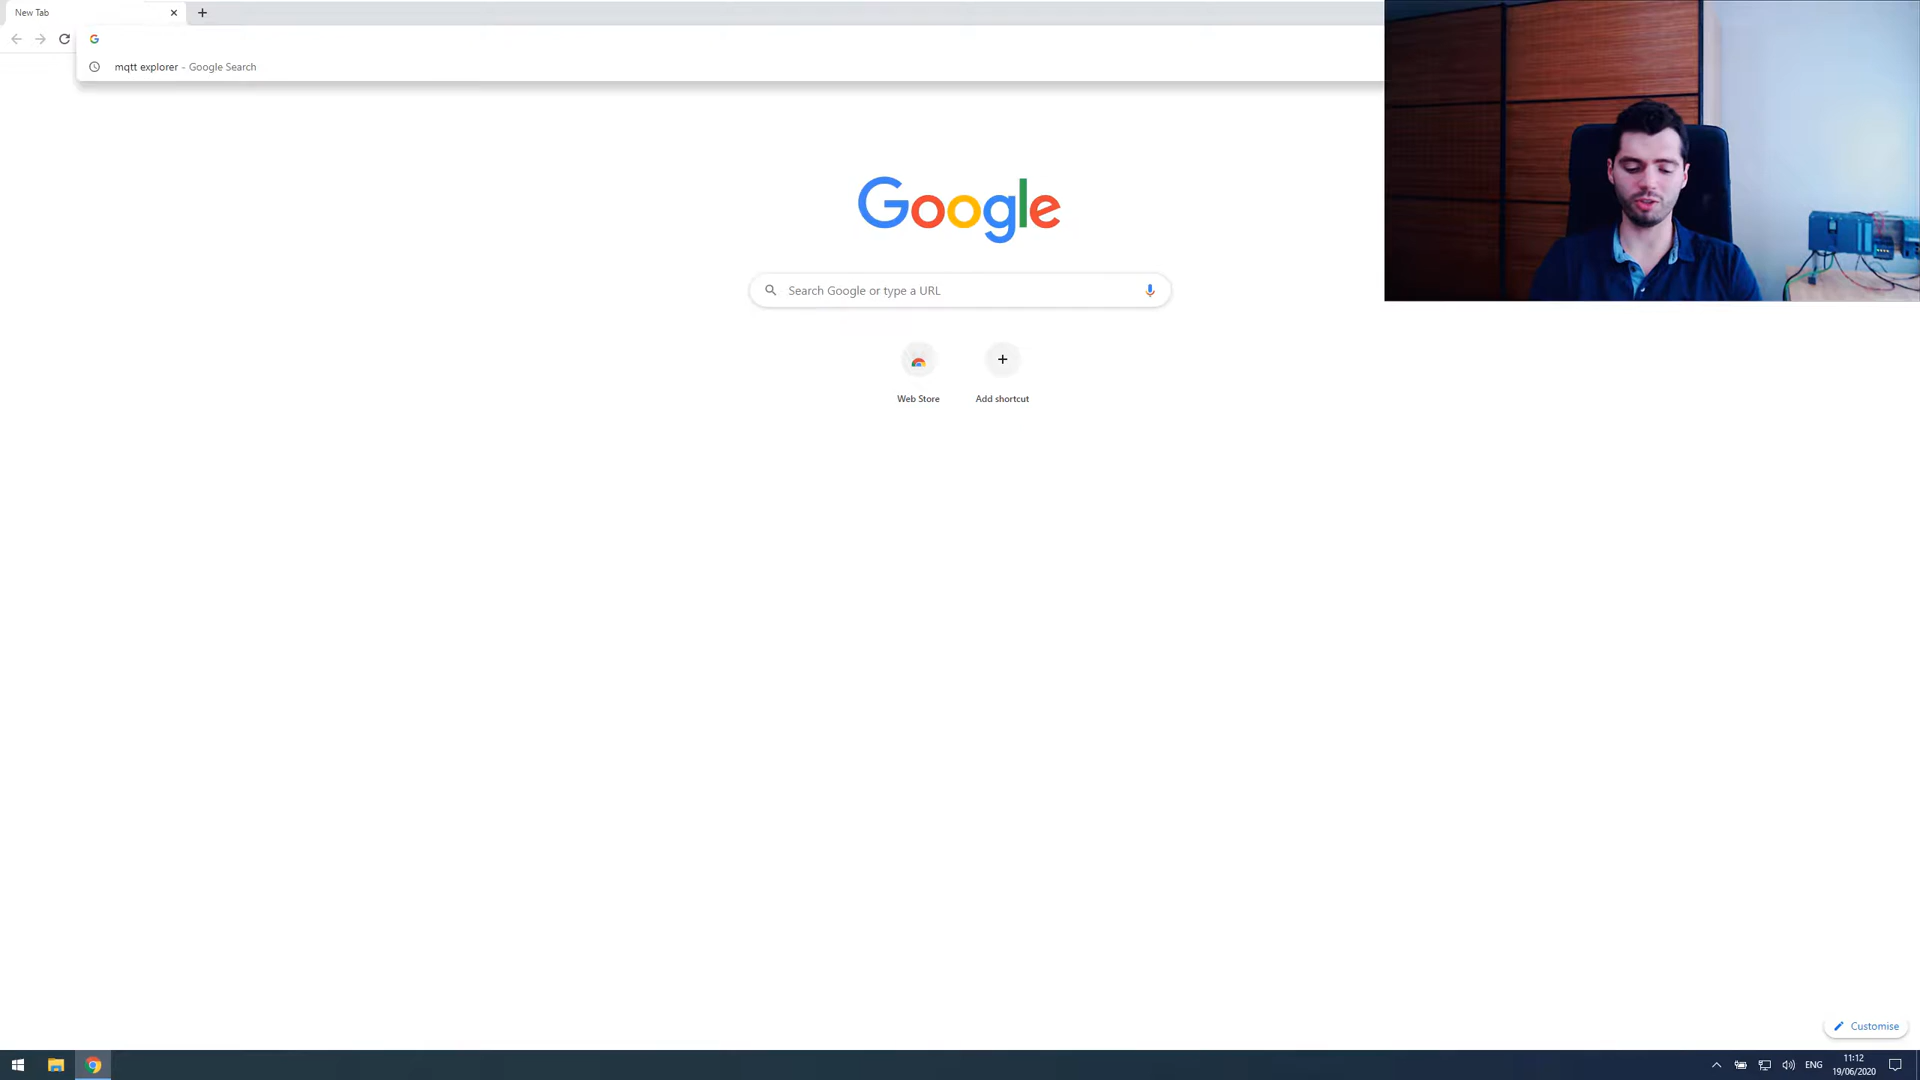 New Tab
mqtt explorer - Google Search
Google
Search Google or type a URL
Web Store
Add shortcut
Customise
ENG
11:12
19/06/2020